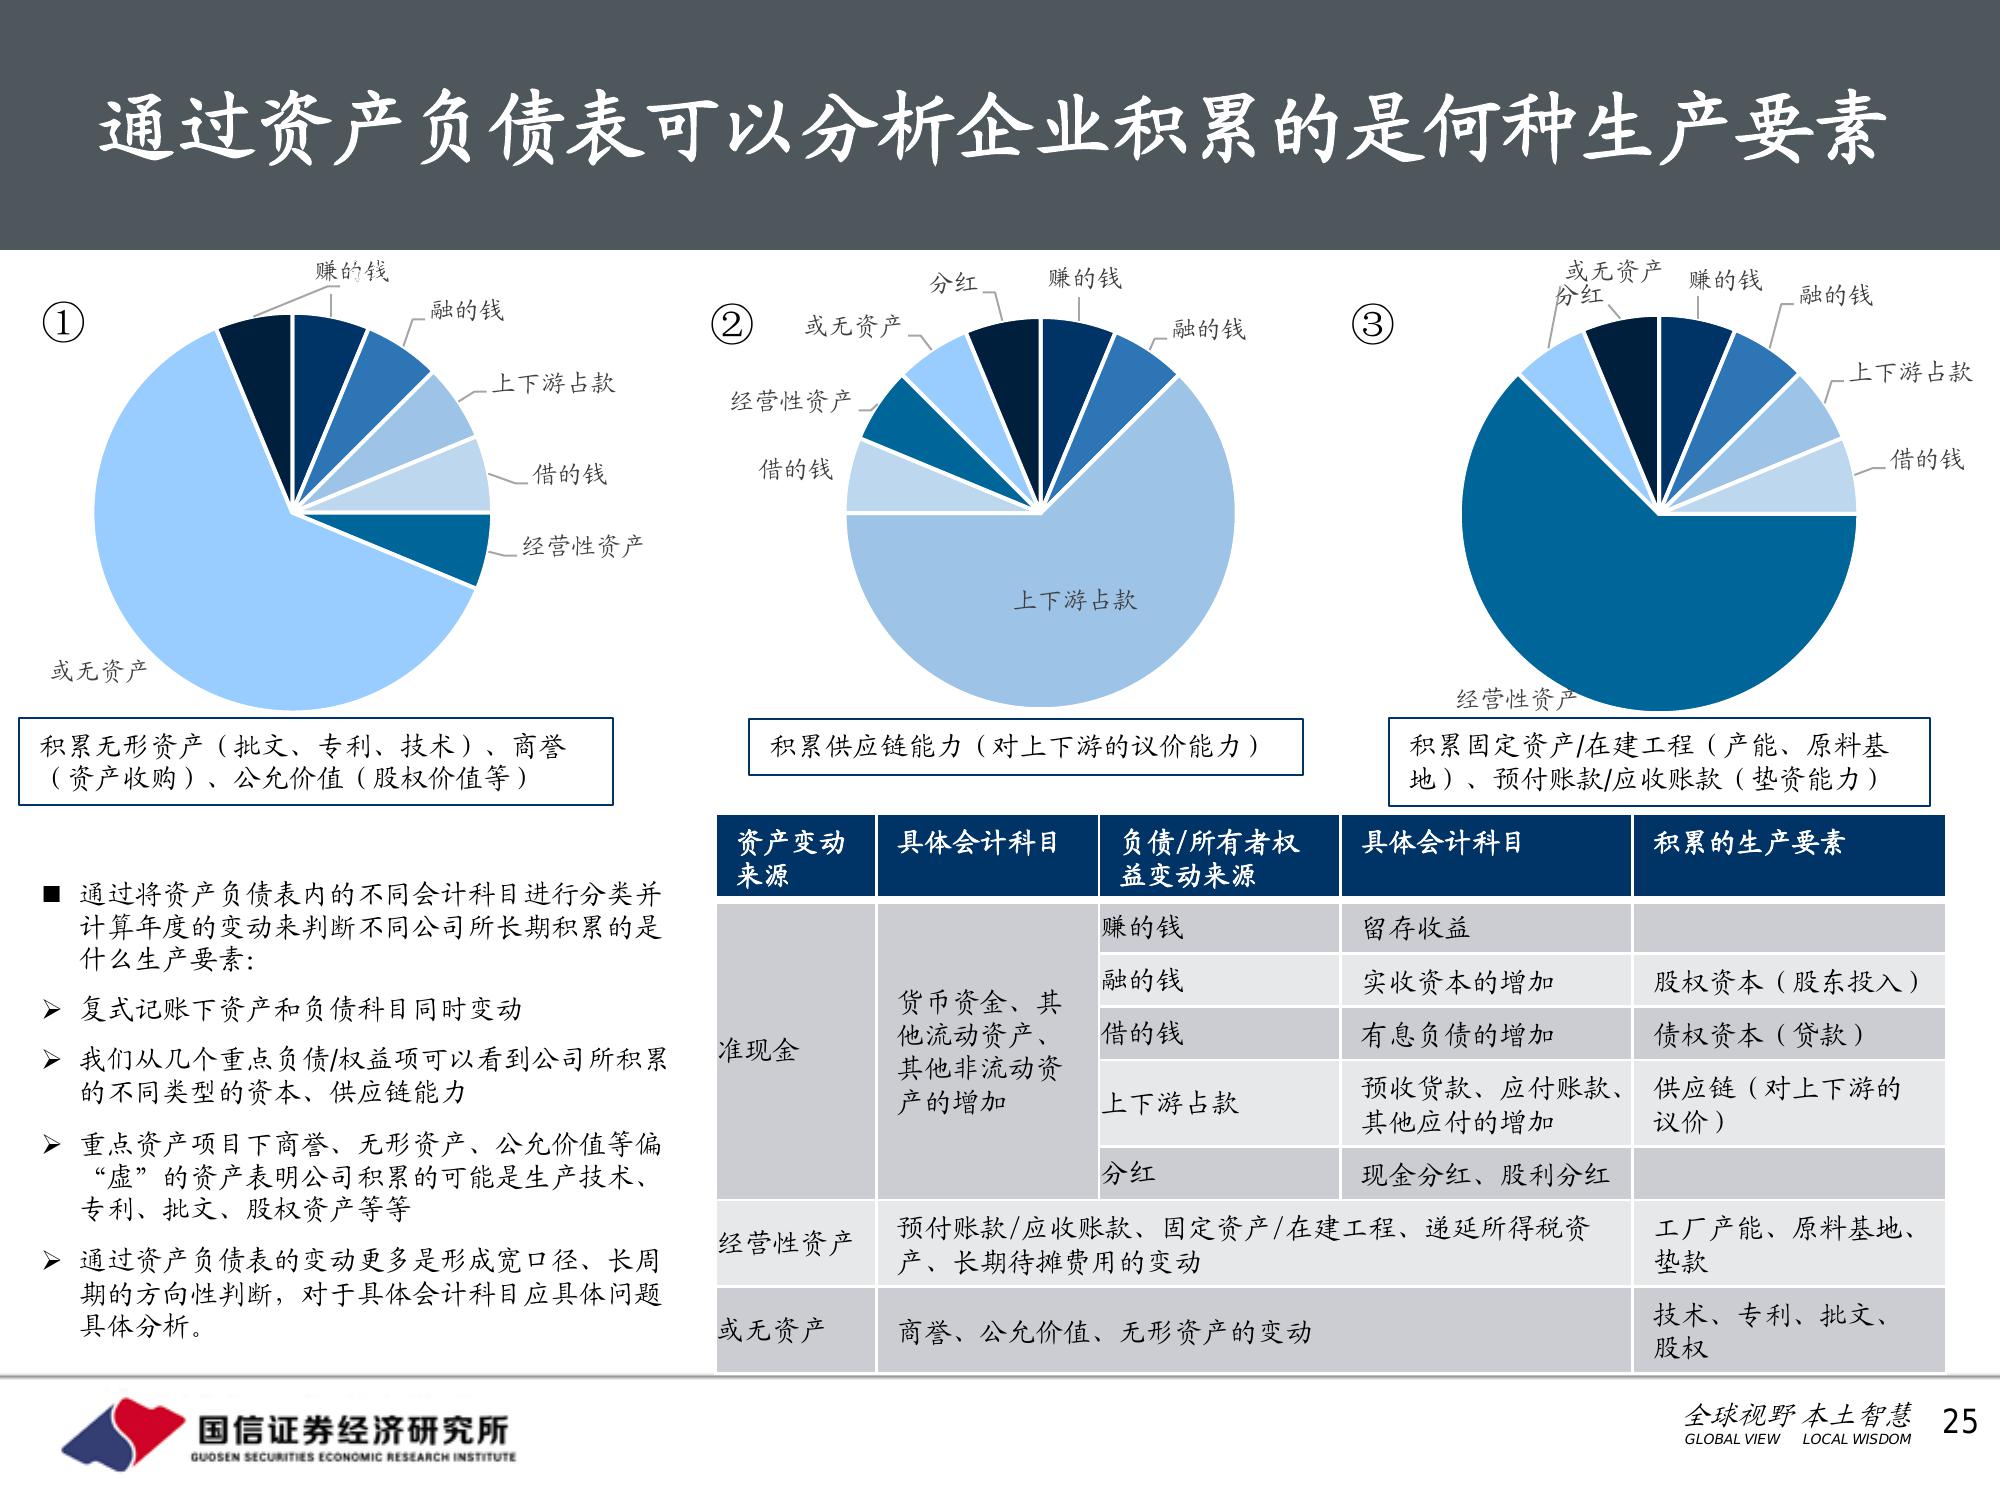 通过资产负债表可以分析企业积累的是何种生产要素
①
赚的钱
融的钱
上下游占款
借的钱
经营性资产
或无资产
积累无形资产（批文、专利、技术）、商誉
（资产收购）、公允价值（股权价值等）
②
分红
赚的钱
或无资产
融的钱
经营性资产
借的钱
上下游占款
积累供应链能力（对上下游的议价能力）
③
或无资产
分红
赚的钱
融的钱
上下游占款
借的钱
经营性资产
积累固定资产/在建工程（产能、原料基
地）、预付账款/应收账款（垫资能力）
■ 通过将资产负债表内的不同会计科目进行分类并
计算年度的变动来判断不同公司所长期积累的是
什么生产要素：
➢ 复式记账下资产和负债科目同时变动
➢ 我们从几个重点负债/权益项可以看到公司所积累
的不同类型的资本、供应链能力
➢ 重点资产项目下商誉、无形资产、公允价值等偏
“虚”的资产表明公司积累的可能是生产技术、
专利、批文、股权资产等等
➢ 通过资产负债表的变动更多是形成宽口径、长周
期的方向性判断，对于具体会计科目应具体问题
具体分析。
资产变动
来源
具体会计科目
负债/所有者权
益变动来源
具体会计科目
积累的生产要素
准现金
货币资金、其
他流动资产、
其他非流动资
产的增加
赚的钱
留存收益
融的钱
实收资本的增加
股权资本（股东投入）
借的钱
有息负债的增加
债权资本（贷款）
上下游占款
预收货款、应付账款、
其他应付的增加
供应链（对上下游的
议价）
分红
现金分红、股利分红
经营性资产
预付账款/应收账款、固定资产/在建工程、递延所得税资
产、长期待摊费用的变动
工厂产能、原料基地、
垫款
或无资产
商誉、公允价值、无形资产的变动
技术、专利、批文、
股权
国信证券经济研究所
GUOSEN SECURITIES ECONOMIC RESEARCH INSTITUTE
全球视野 本土智慧
GLOBAL VIEW LOCAL WISDOM
25